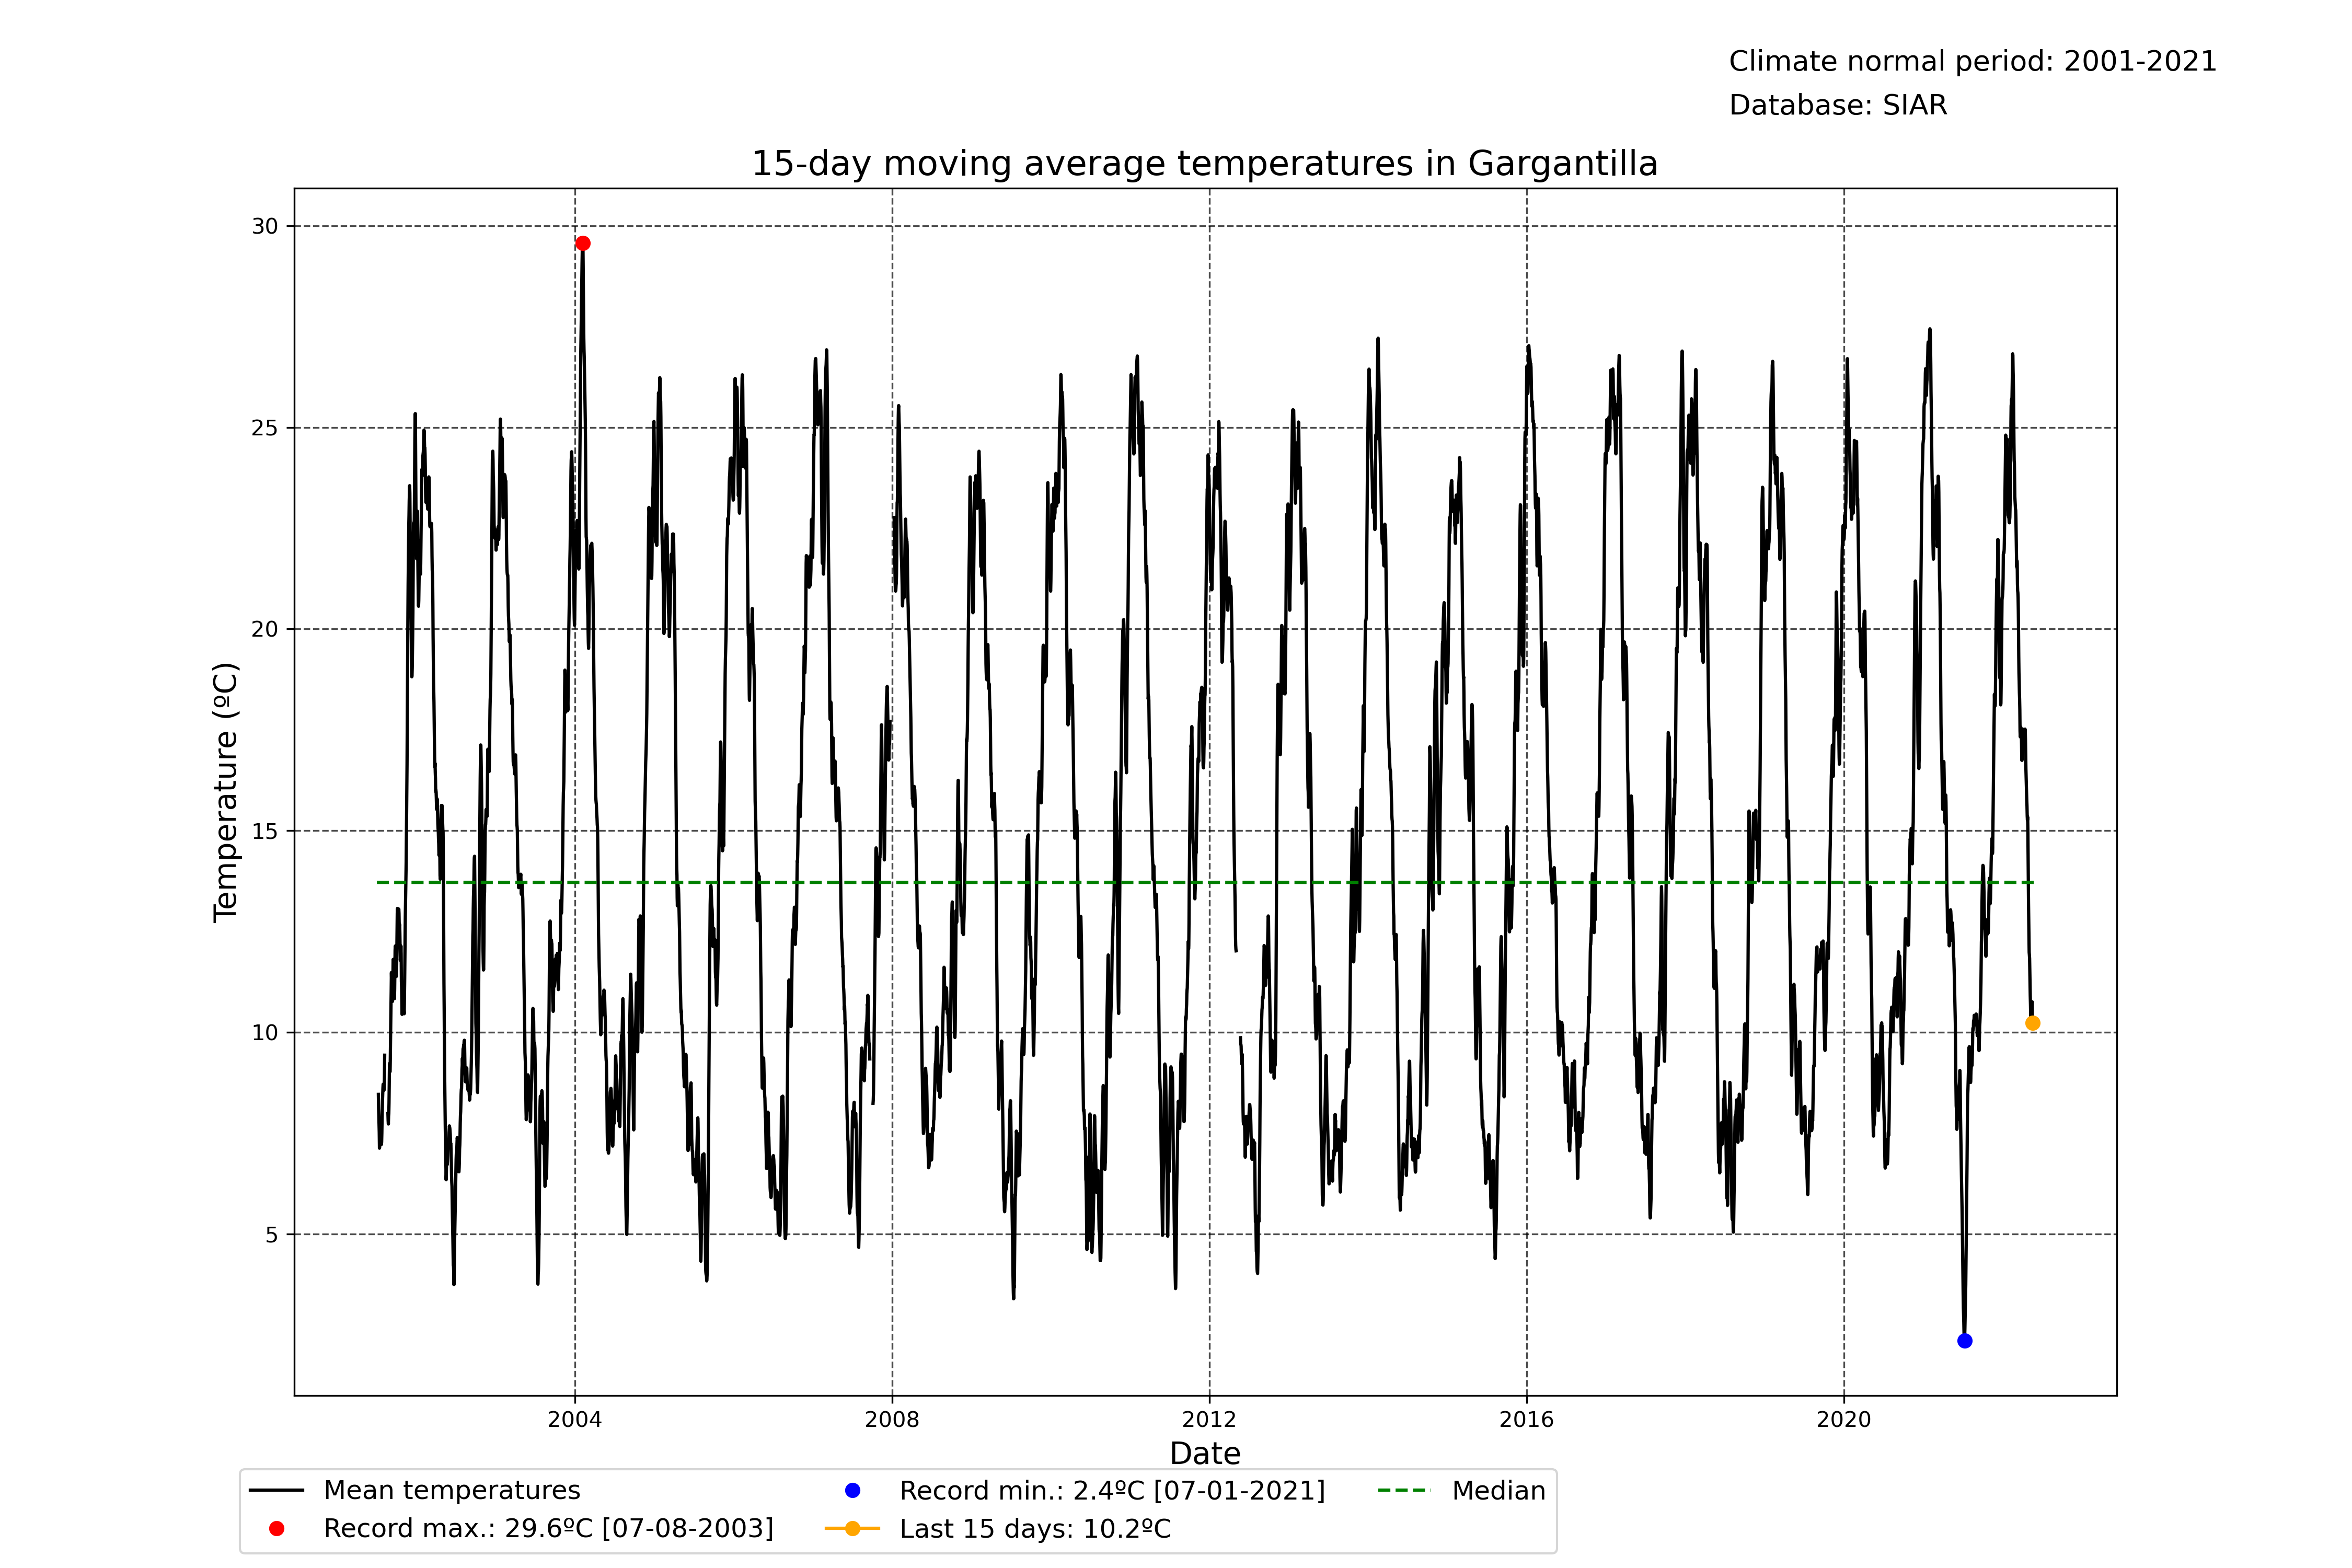 Climate normal period: 2001-2021
Database: SIAR
15-day moving average temperatures in Gargantilla
30
25
20
15
10
5
Temperature (ºC)
2004
2008
2012
2016
2020
Date
Mean temperatures
Record max.: 29.6ºC [07-08-2003]
Record min.: 2.4ºC [07-01-2021]
Last 15 days: 10.2ºC
Median